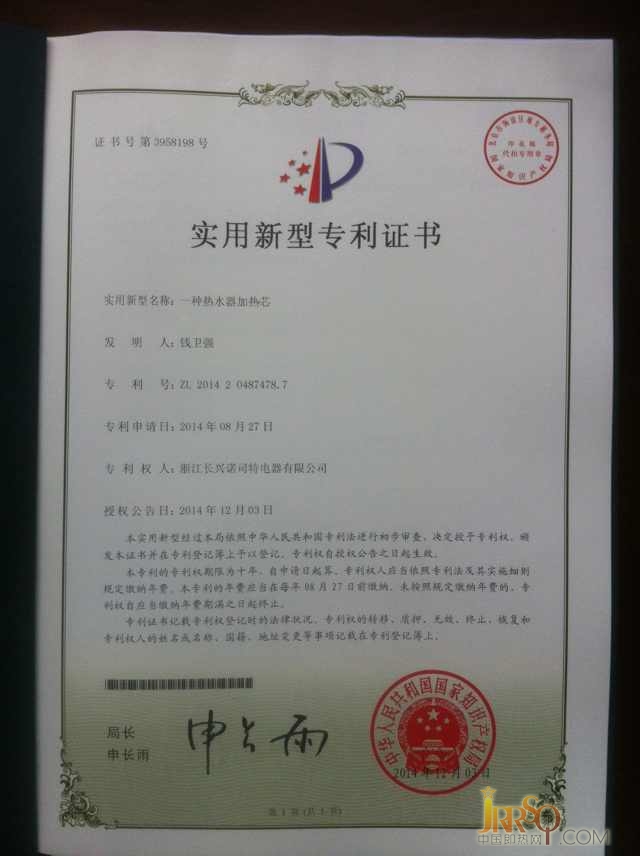 证书号第3958198号
实用新型专利证书
实用新型名称：一种热水器加热芯
发明人：钱卫强
专利号：ZL 2014 2 0487478.7
专利申请日：2014年08月27日
专利权人：浙江长兴诺司特电器有限公司
授权公告日：2014年12月03日
本实用新型经过本局依照中华人民共和国专利法进行初步审查，决定授予专利权，颁
发本证书并在专利登记簿上予以登记。专利权自授权公告之日起生效。
本专利的专利权期限为十年，自申请日起算。专利权人应当依照专利法及其实施细则
规定缴纳年费。本专利的年费应当在每年08月27日前缴纳。未按照规定缴纳年费的，专
利权自应当缴纳年费期满之日起终止。
专利证书记载专利权登记时的法律状况。专利权的转移、质押、无效、终止、恢复和
专利权人的姓名或名称、国籍、地址变更等事项记载在专利登记簿上。
局长
申长雨
申长雨
中华人民共和国国家知识产权局
2014年12月03日
第1页(共1页)
JRRSQ
中国即热网.COM